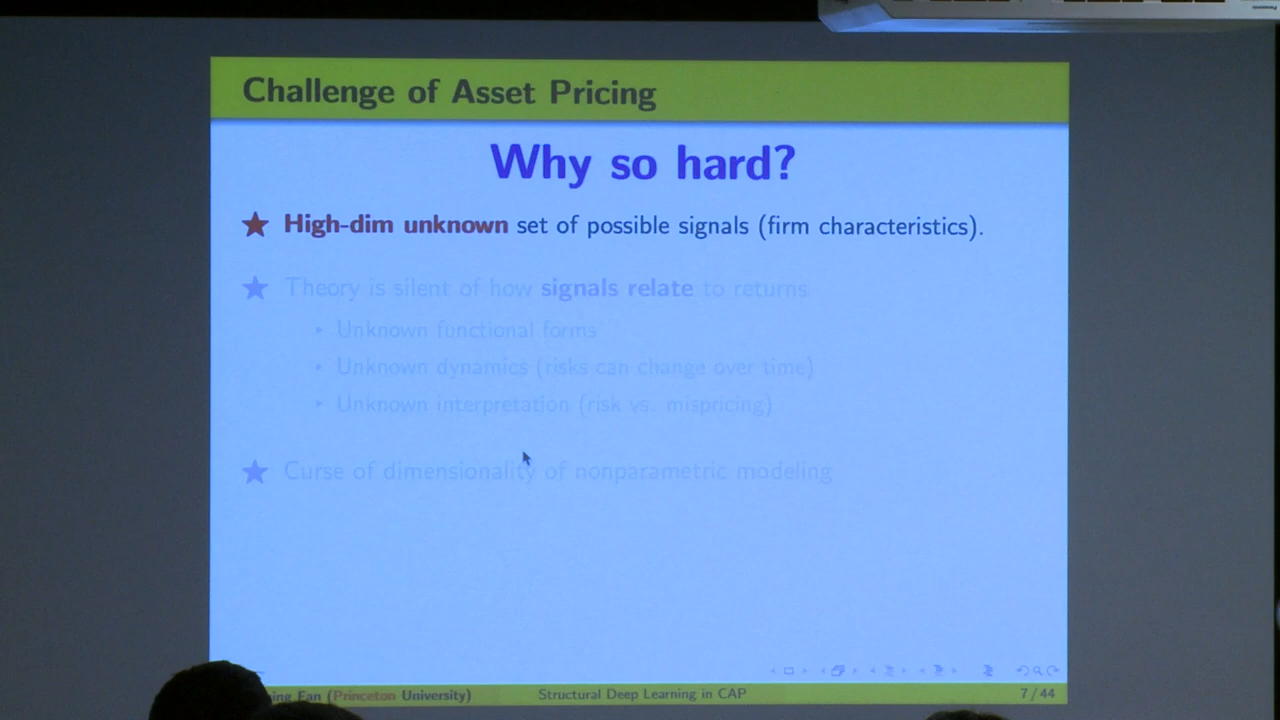 Challenge of Asset Pricing
Why so hard?
★ High-dim unknown set of possible signals (firm characteristics).
★ Theory is silent of how signals relate to returns
‣ Unknown functional forms
‣ Unknown dynamics (risks can change over time)
‣ Unknown interpretation (risk vs. mispricing)
★ Curse of dimensionality of nonparametric modeling
Fan (Princeton University) Structural Deep Learning in CAP 7 / 44